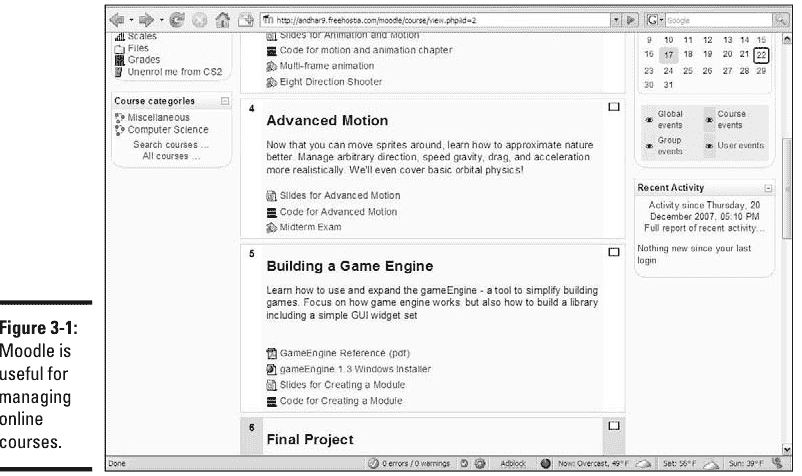 http://andhar9.freehostia.com/moodle/course/view.php?id=2
Google
Scales
Files
Grades
Unenrol me from CS2
Course categories
Miscellaneous
Computer Science
Search courses ...
All courses ...
Slides for Animation and Motion
Code for motion and animation chapter
Multi-frame animation
Eight Direction Shooter
4
Advanced Motion
Now that you can move sprites around, learn how to approximate nature
better. Manage arbitrary direction, speed gravity, drag, and acceleration
more realistically. We'll even cover basic orbital physics!
Slides for Advanced Motion
Code for Advanced Motion
Midterm Exam
5
Building a Game Engine
Learn how to use and expand the gameEngine - a tool to simplify building
games. Focus on how game engine works, but also how to build a library
including a simple GUI widget set
GameEngine Reference (pdf)
gameEngine 1.3 Windows Installer
Slides for Creating a Module
Code for Creating a Module
6
Final Project
9 10 11 12 13 14 15
16 17 18 19 20 21 22
23 24 25 26 27 28 29
30 31
Global events
Course events
Group events
User events
Recent Activity
Activity since Thursday, 20
December 2007, 05:10 PM
Full report of recent activity...
Nothing new since your last
login
Done
0 errors / 0 warnings
Adblock
Now: Overcast, 49°F
Sat: 56°F
Sun: 39°F
Figure 3-1:
Moodle is
useful for
managing
online
courses.